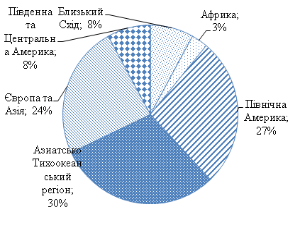 Південна
та
Центральн
а Америка;
8%
Близький
Схід; 8%
Африка;
3%
Північна
Америка;
27%
Європа та
Азія; 24%
Азиатсько
Тихоокеан
ський
регіон;
30%